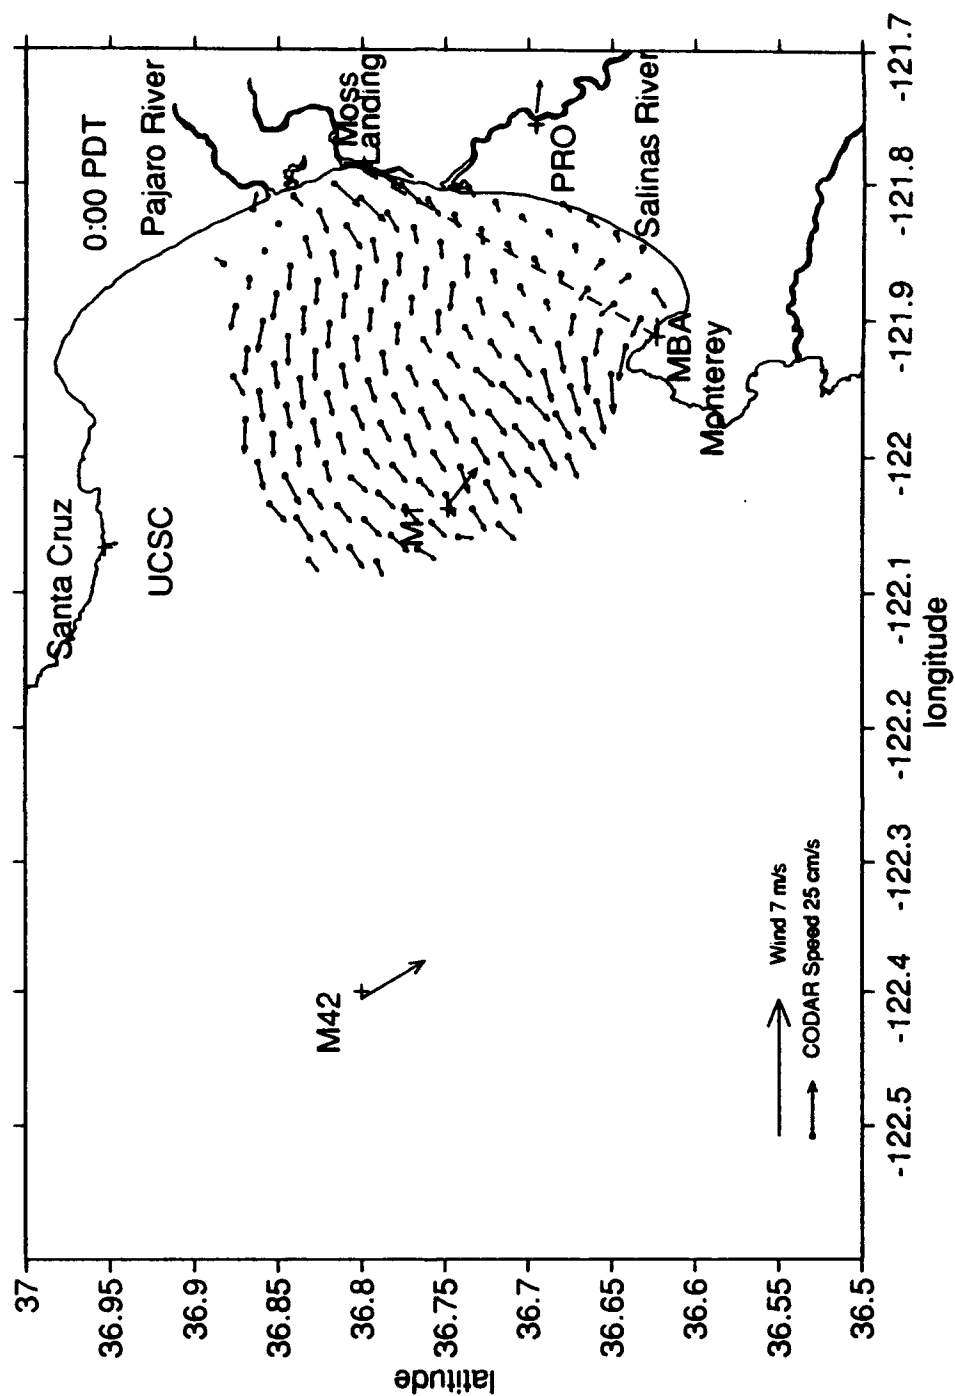 0:00 PDT
Santa Cruz
Pajaro River
UCSC
Moss
Landing
M42
M1
PRO
Salinas River
MBA
Monterey
Wind 7 m/s
CODAR Speed 25 cm/s
latitude
37
36.95
36.9
36.85
36.8
36.75
36.7
36.65
36.6
36.55
36.5
-122.5
-122.4
-122.3
-122.2
-122.1
-122
-121.9
-121.8
-121.7
longitude